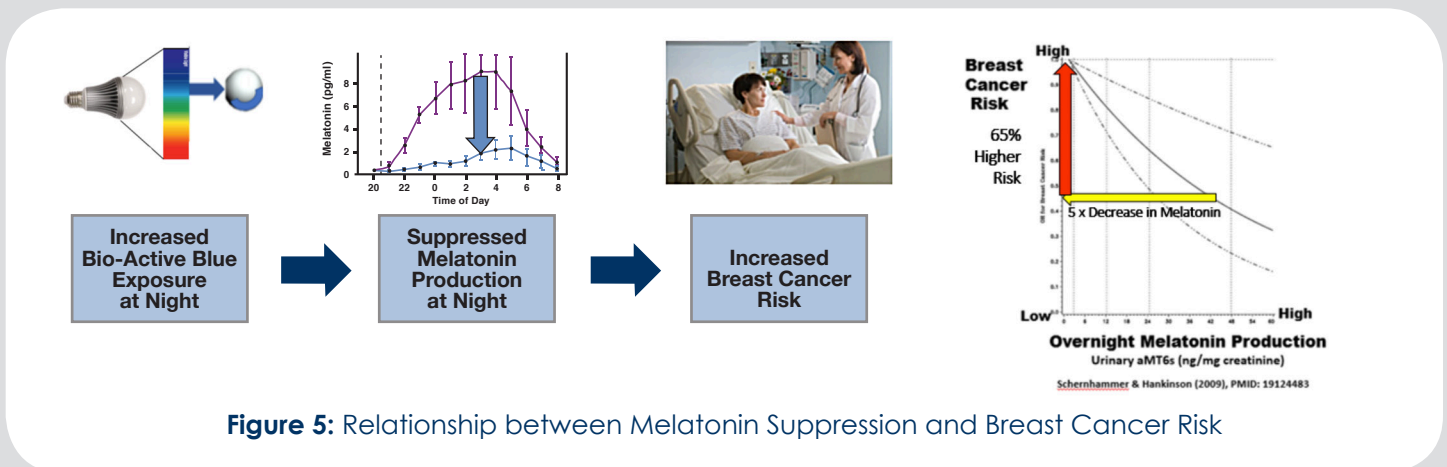 Melatonin (pg/ml)
8
6
4
2
0
20 22 0 2 4 6 8
Time of Day
Increased
Bio-Active Blue
Exposure
at Night
Suppressed
Melatonin
Production
at Night
Increased
Breast Cancer
Risk
High
Breast
Cancer
Risk
65%
Higher
Risk
5 x Decrease in Melatonin
Low
High
Overnight Melatonin Production
Urinary aMT6s (ng/mg creatinine)
Schernhammer & Hankinson (2009), PMID: 19124483
Figure 5: Relationship between Melatonin Suppression and Breast Cancer Risk